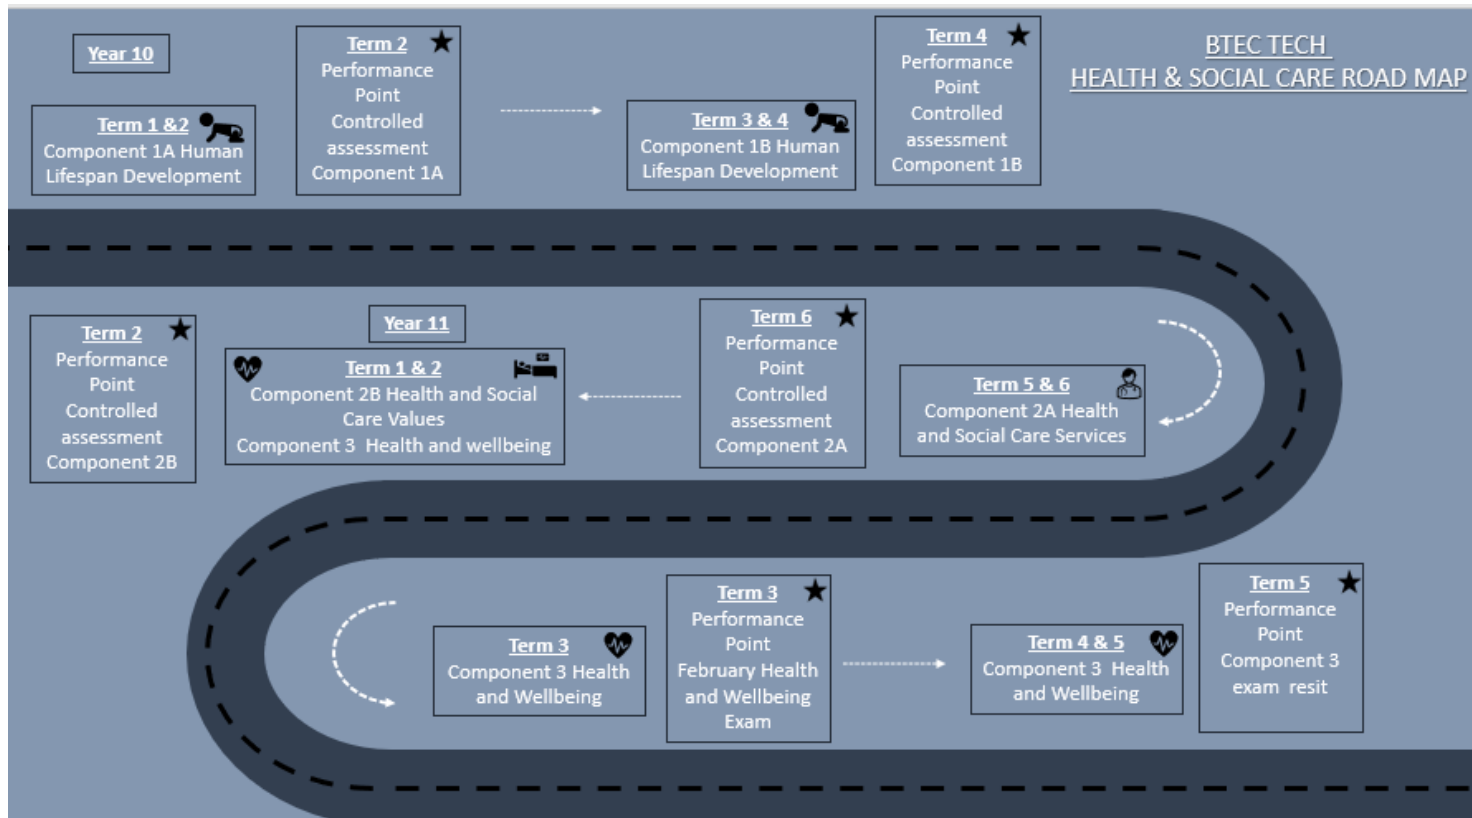 BTEC TECH
HEALTH & SOCIAL CARE ROAD MAP
Year 10
Term 1 &2
Component 1A Human
Lifespan Development
Term 2
Performance
Point
Controlled
assessment
Component 1A
Term 3 & 4
Component 1B Human
Lifespan Development
Term 4
Performance
Point
Controlled
assessment
Component 1B
Term 5 & 6
Component 2A Health
and Social Care Services
Term 6
Performance
Point
Controlled
assessment
Component 2A
Year 11
Term 1 & 2
Component 2B Health and Social
Care Values
Component 3  Health and wellbeing
Term 2
Performance
Point
Controlled
assessment
Component 2B
Term 3
Component 3 Health
and Wellbeing
Term 3
Performance
Point
February Health
and Wellbeing
Exam
Term 4 & 5
Component 3  Health
and Wellbeing
Term 5
Performance
Point
Component 3
exam  resit